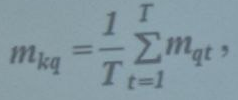 m_{kq} = \frac{1}{T} \sum_{t=1}^{T} m_{qt} ,